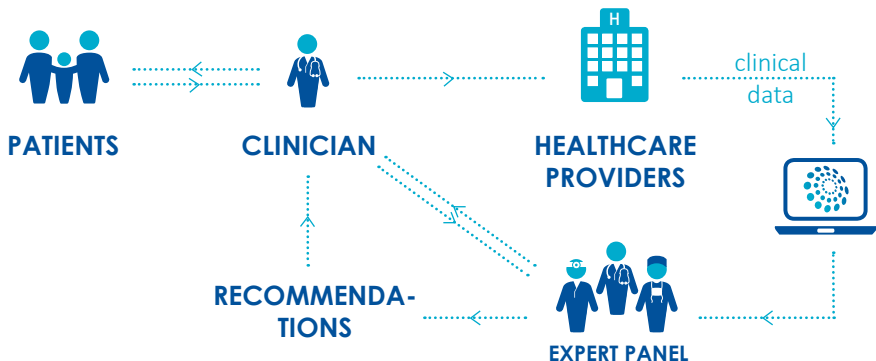 H
clinical
data
PATIENTS
CLINICIAN
HEALTHCARE
PROVIDERS
RECOMMENDA-
TIONS
EXPERT PANEL